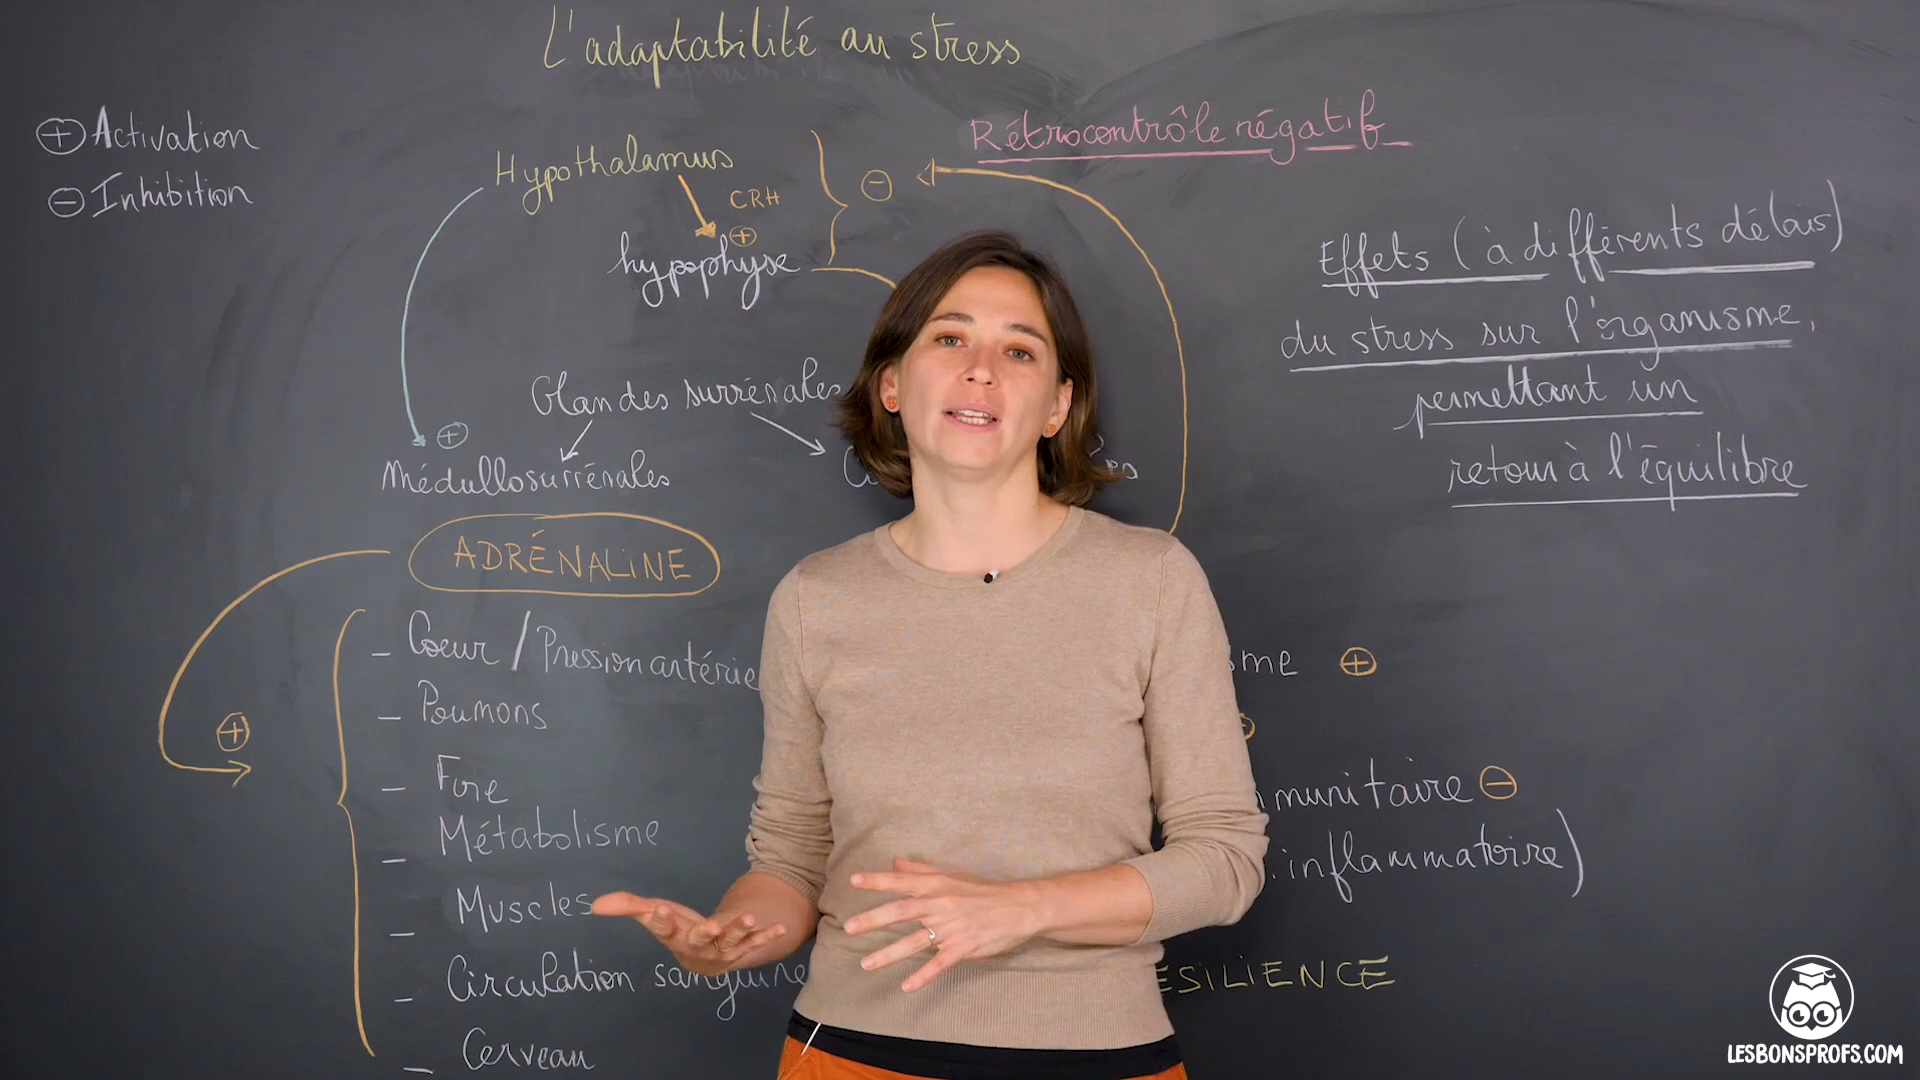 L'adaptabilité au stress
⊕ Activation
⊖ Inhibition
Hypothalamus
CRH
⊕
hypophyse
⊖
Rétrocontrôle négatif
Effets (à différents délais)
du stress sur l'organisme,
permettant un
retour à l'équilibre
Glandes surrénales
⊕
Médullosurrénales
ADRÉNALINE
⊕
- Coeur / Pression artérie
- Poumons
- Foie
- Métabolisme
- Muscles
- Circulation sanguine
- Cerveau
sme ⊕
munitaire ⊖
inflammatoire)
ESILIENCE
LESBONSPROFS.COM